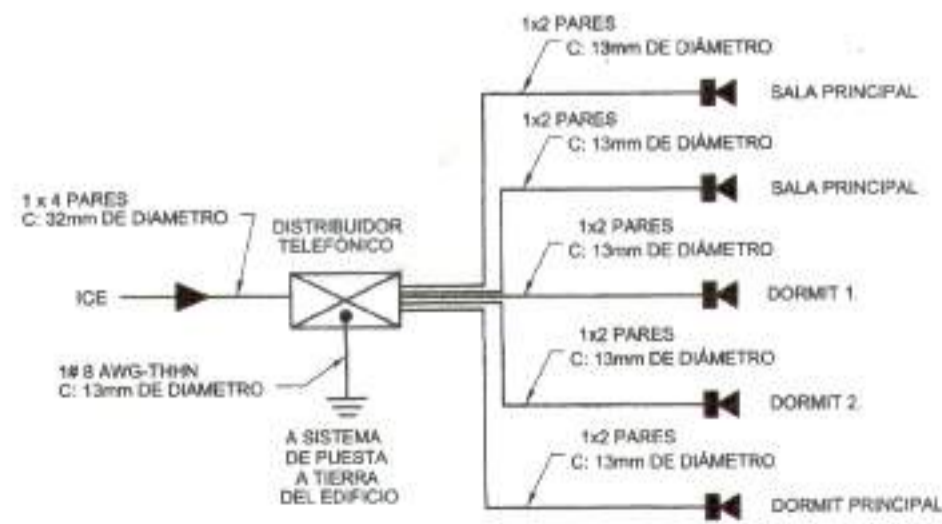 1x2 PARES
C: 13mm DE DIÁMETRO
SALA PRINCIPAL
1x2 PARES
C: 13mm DE DIÁMETRO
SALA PRINCIPAL
1 x 4 PARES
C: 32mm DE DIAMETRO
DISTRIBUIDOR
TELEFÓNICO
1x2 PARES
C: 13mm DE DIÁMETRO
ICE
DORMIT 1.
1# 8 AWG-THHN
C: 13mm DE DIAMETRO
1x2 PARES
C: 13mm DE DIÁMETRO
DORMIT 2.
A SISTEMA
DE PUESTA
A TIERRA
DEL EDIFICIO
1x2 PARES
C: 13mm DE DIÁMETRO
DORMIT PRINCIPAL